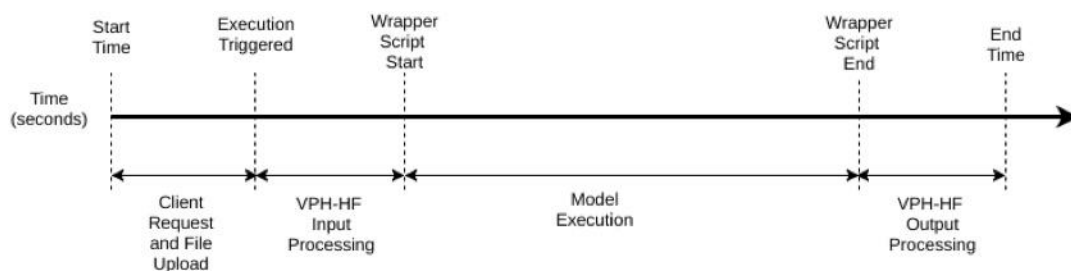 Start
Time
Execution
Triggered
Wrapper
Script
Start
Wrapper
Script
End
End
Time
Time
(seconds)
Client
Request
and File
Upload
VPH-HF
Input
Processing
Model
Execution
VPH-HF
Output
Processing